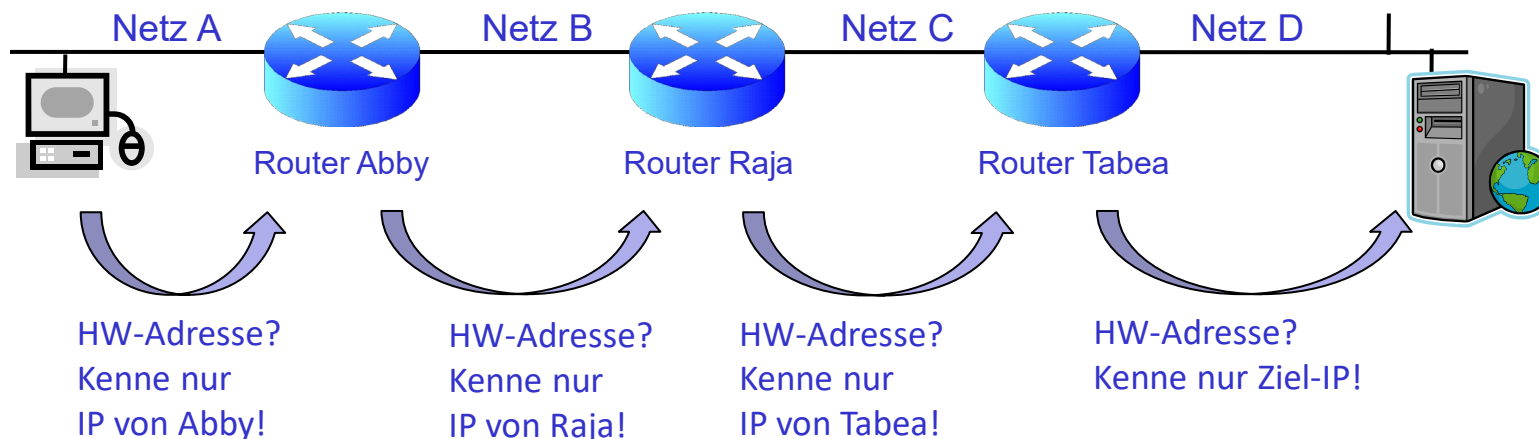 Netz A
Netz B
Netz C
Netz D
Router Abby
Router Raja
Router Tabea
HW-Adresse?
Kenne nur
IP von Abby!
HW-Adresse?
Kenne nur
IP von Raja!
HW-Adresse?
Kenne nur
IP von Tabea!
HW-Adresse?
Kenne nur Ziel-IP!